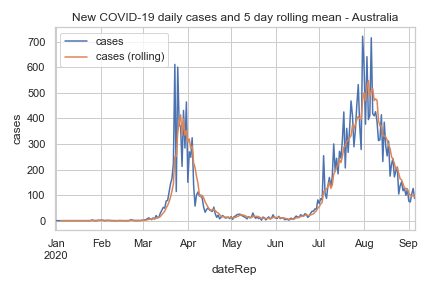 New COVID-19 daily cases and 5 day rolling mean - Australia
cases
cases (rolling)
700
600
500
400
300
200
100
0
cases
Jan Feb Mar Apr May Jun Jul Aug Sep
2020
dateRep